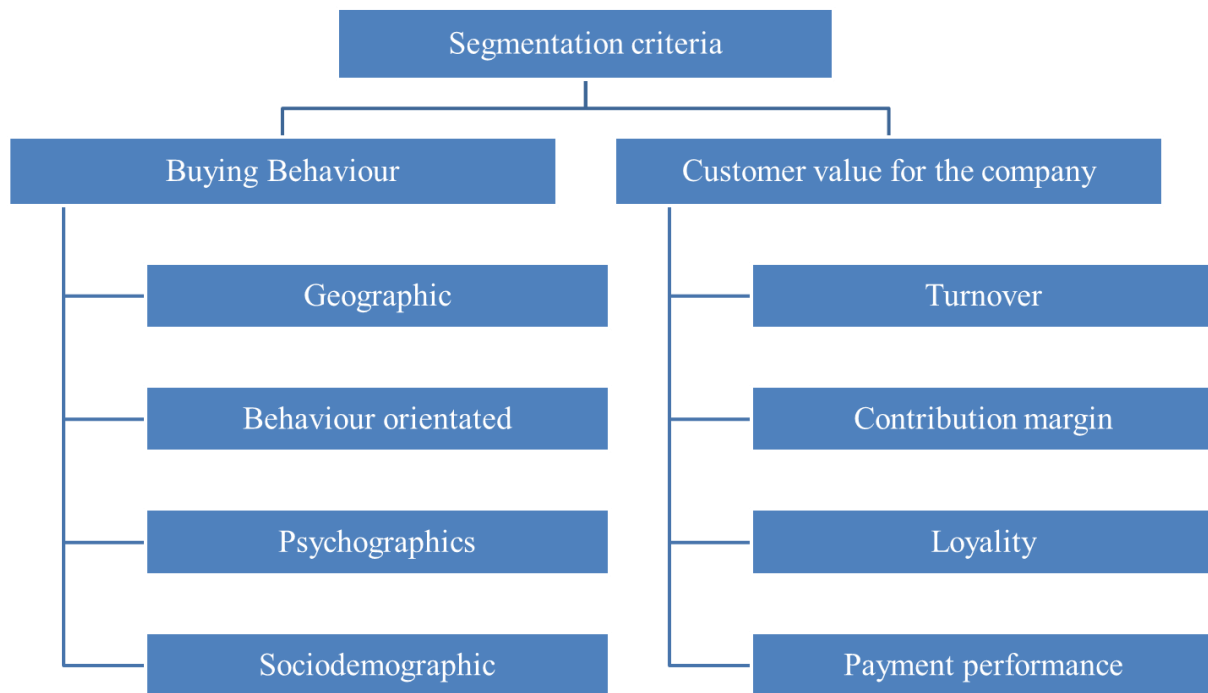 Segmentation criteria
Buying Behaviour
Geographic
Behaviour orientated
Psychographics
Sociodemographic
Customer value for the company
Turnover
Contribution margin
Loyality
Payment performance